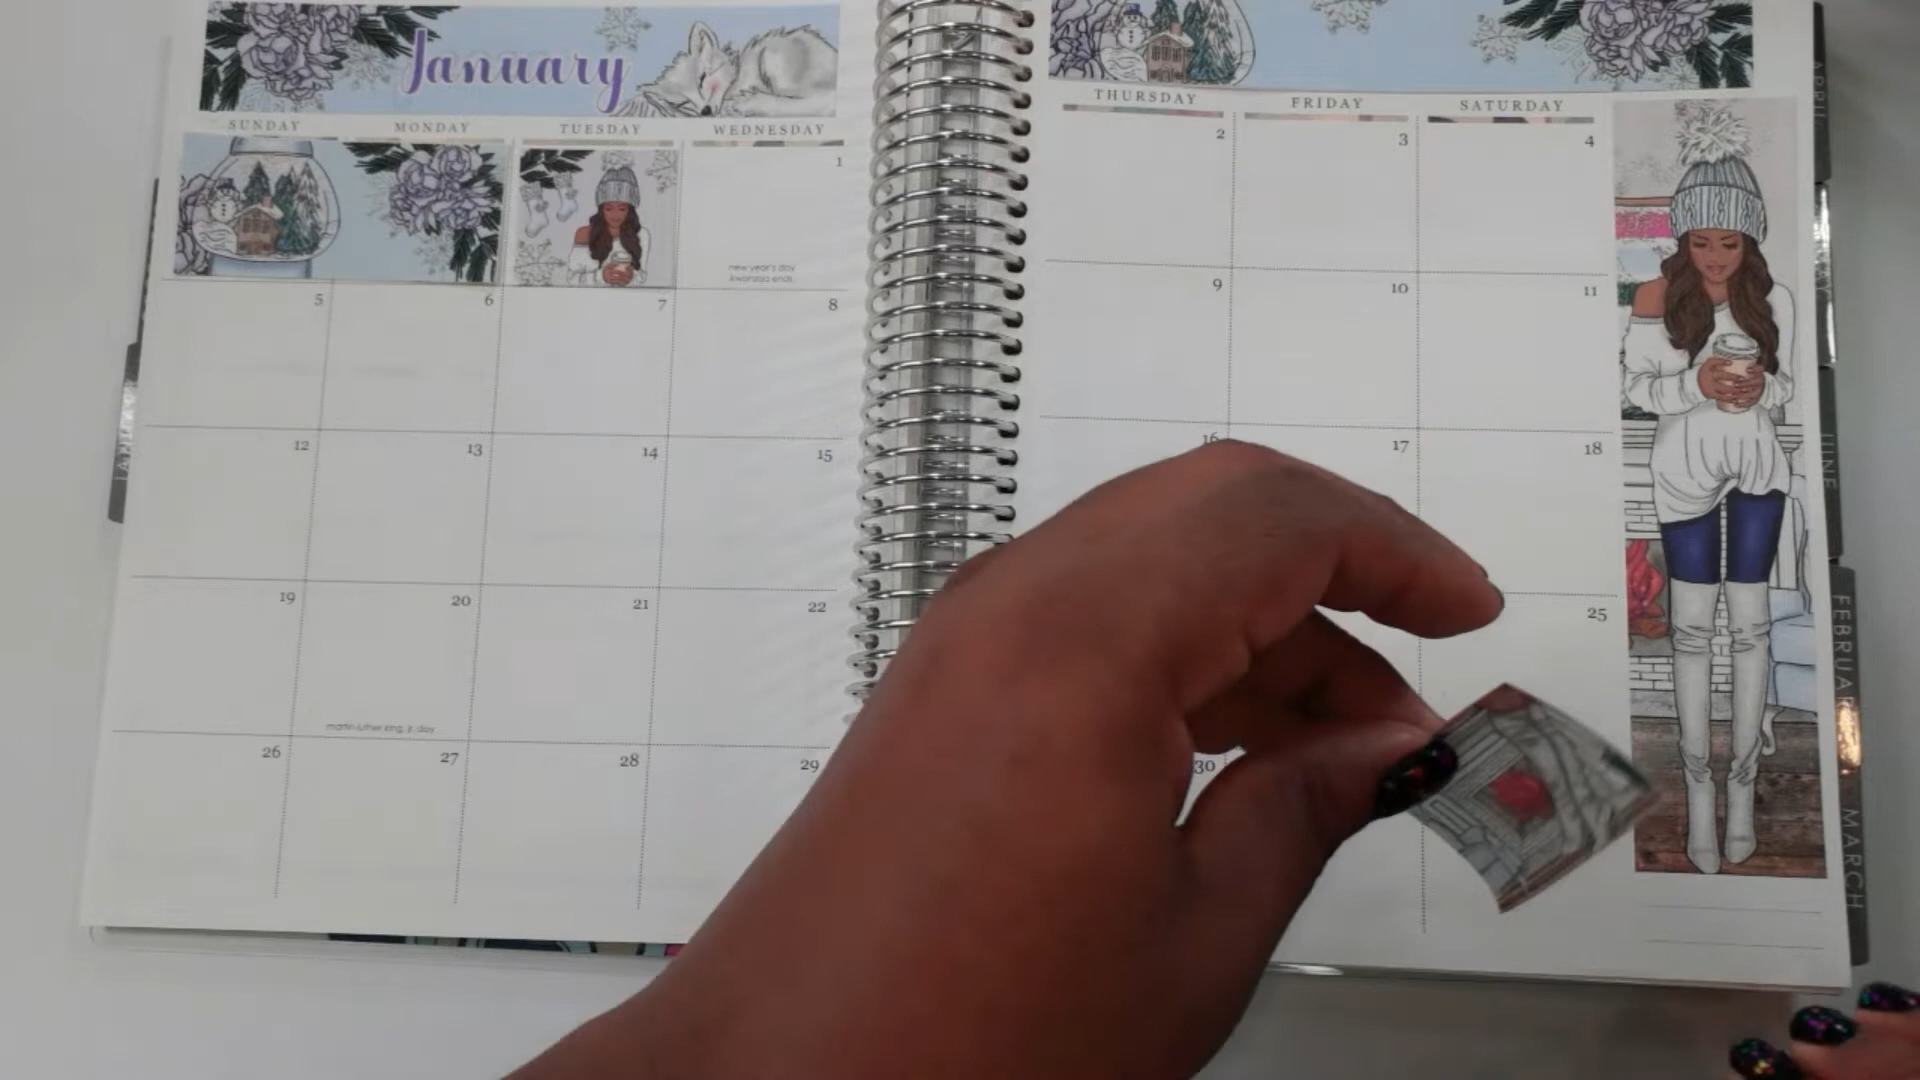 January
SUNDAY MONDAY TUESDAY WEDNESDAY
1
new year's day
kwanzaa ends
5 6 7 8
12 13 14 15
19 20 21 22
martin luther king, jr. day
26 27 28 29
THURSDAY FRIDAY SATURDAY
2 3 4
9 10 11
16 17 18
25
30
APRIL
JUNE
FEBRUARY
MARCH